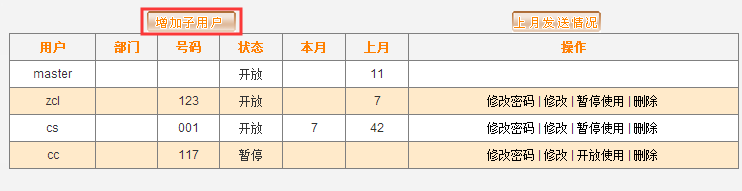 增加子用户 上月发送情况
用户 部门 号码 状态 本月 上月 操作
master 开放 11
zcl 123 开放 7 修改密码 | 修改 | 暂停使用 | 删除
cs 001 开放 7 42 修改密码 | 修改 | 暂停使用 | 删除
cc 117 暂停 修改密码 | 修改 | 开放使用 | 删除